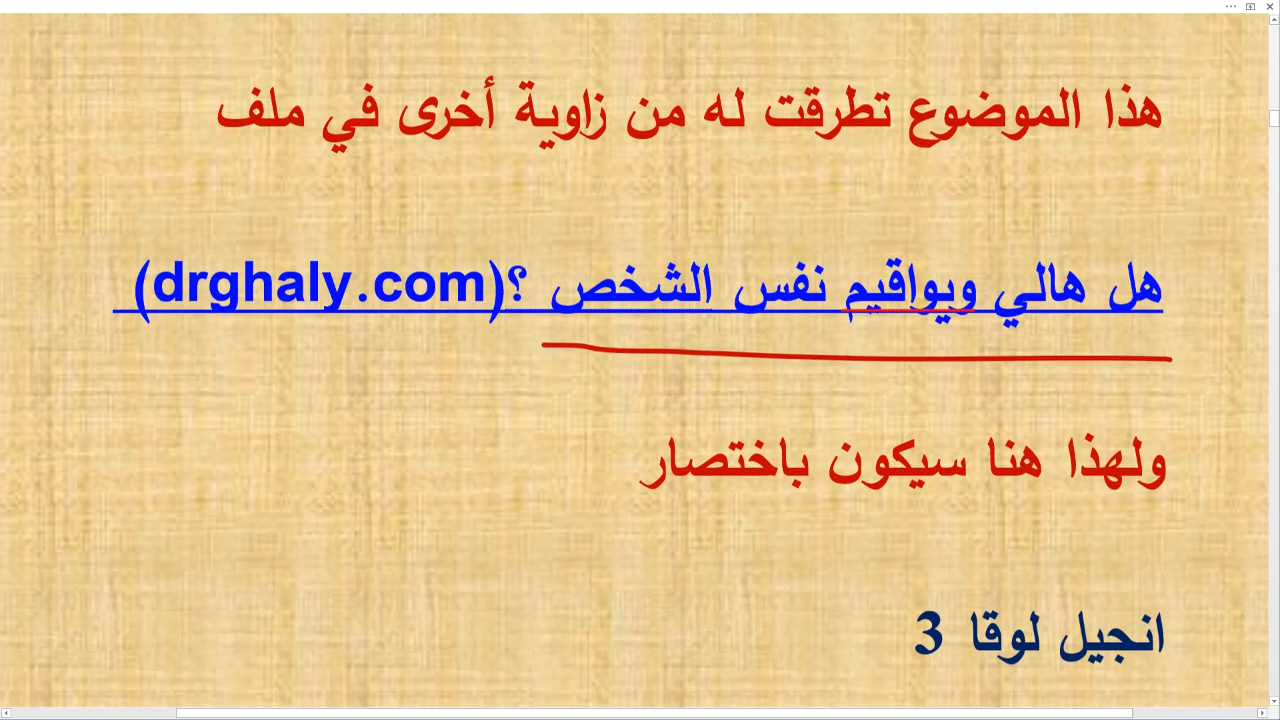 هذا الموضوع تطرقت له من زاوية أخرى في ملف
هل هالي ويواقيم نفس الشخص ؟(drghaly.com)
ولهذا هنا سيكون باختصار
انجيل لوقا 3